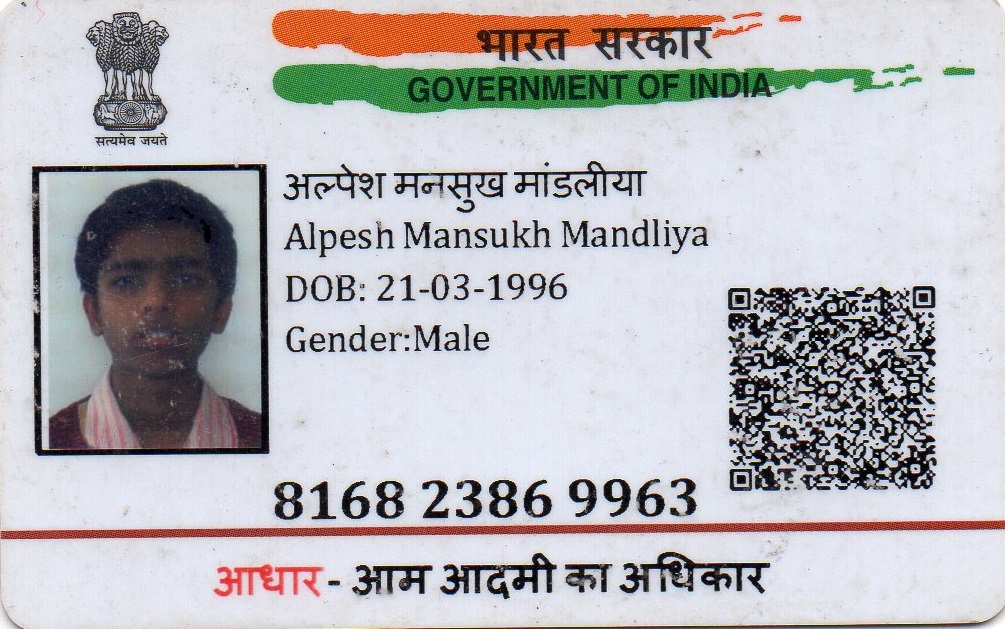 भारत सरकार
GOVERNMENT OF INDIA
सत्यमेव जयते
अल्पेश मनसुख मांडलीया
Alpesh Mansukh Mandliya
DOB: 21-03-1996
Gender:Male
8168 2386 9963
आधार - आम आदमी का अधिकार